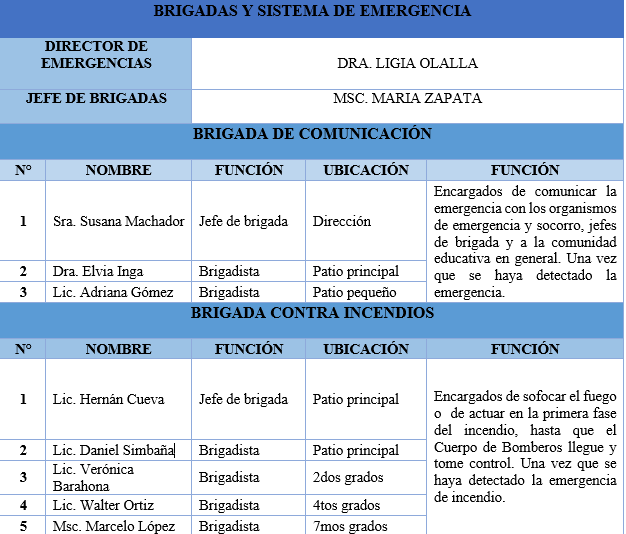 BRIGADAS Y SISTEMA DE EMERGENCIA
DIRECTOR DE
EMERGENCIAS
DRA. LIGIA OLALLA
JEFE DE BRIGADAS
MSC. MARIA ZAPATA
BRIGADA DE COMUNICACIÓN
N° NOMBRE FUNCIÓN UBICACIÓN FUNCIÓN
1 Sra. Susana Machador Jefe de brigada Dirección
2 Dra. Elvia Inga Brigadista Patio principal
3 Lic. Adriana Gómez Brigadista Patio pequeño
Encargados de comunicar la
emergencia con los organismos
de emergencia y socorro, jefes
de brigada y a la comunidad
educativa en general. Una vez
que se haya detectado la
emergencia.
BRIGADA CONTRA INCENDIOS
N° NOMBRE FUNCIÓN UBICACIÓN FUNCIÓN
1 Lic. Hernán Cueva Jefe de brigada Patio principal
2 Lic. Daniel Simbaña Brigadista Patio principal
3 Lic. Verónica
Barahona Brigadista 2dos grados
4 Lic. Walter Ortiz Brigadista 4tos grados
5 Msc. Marcelo López Brigadista 7mos grados
Encargados de sofocar el fuego
o de actuar en la primera fase
del incendio, hasta que el
Cuerpo de Bomberos llegue y
tome control. Una vez que se
haya detectado la emergencia
de incendio.